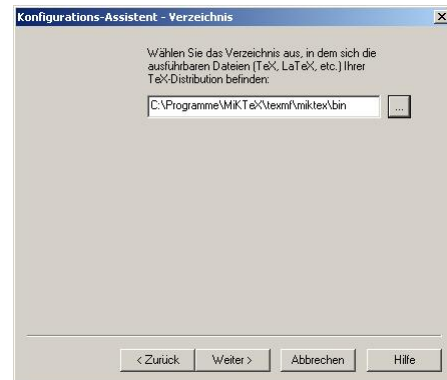 Konfigurations-Assistent - Verzeichnis
Wählen Sie das Verzeichnis aus, in dem sich die
ausführbaren Dateien (TeX, LaTeX, etc.) Ihrer
TeX-Distribution befinden:
C:\Programme\MiKTeX\texmf\miktex\bin
...
< Zurück
Weiter >
Abbrechen
Hilfe